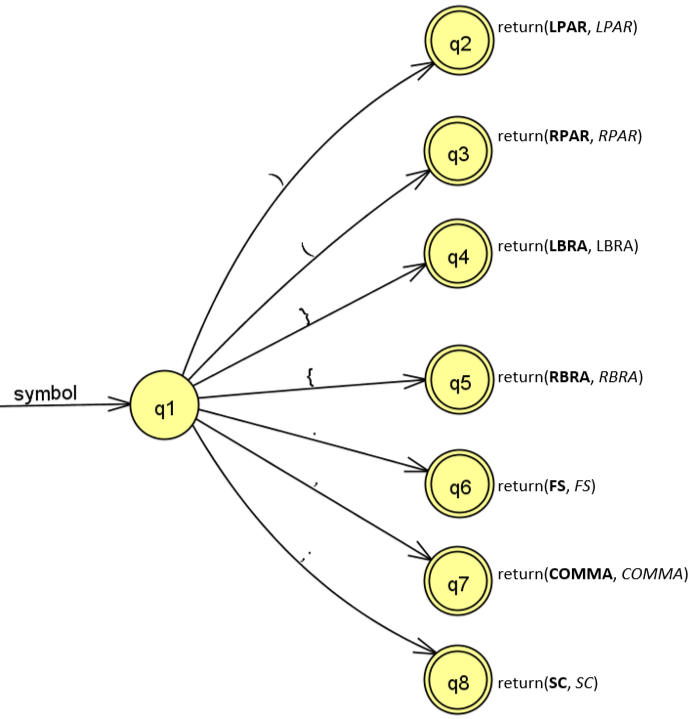 q2
return(LPAR, LPAR)
q3
return(RPAR, RPAR)
)
(
q4
return(LBRA, LBRA)
}
{
q5
return(RBRA, RBRA)
symbol
q1
.
q6
return(FS, FS)
,
q7
return(COMMA, COMMA)
;
q8
return(SC, SC)